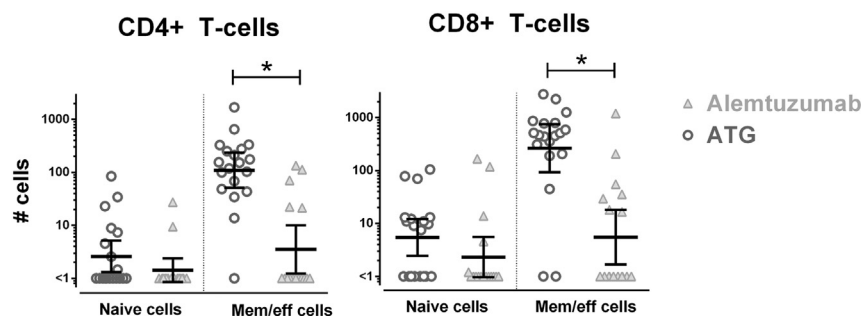 CD4+ T-cells
CD8+ T-cells
*
*
Alemtuzumab
ATG
# cells
1000
100
10
<1
1000
100
10
<1
Naive cells
Mem/eff cells
Naive cells
Mem/eff cells